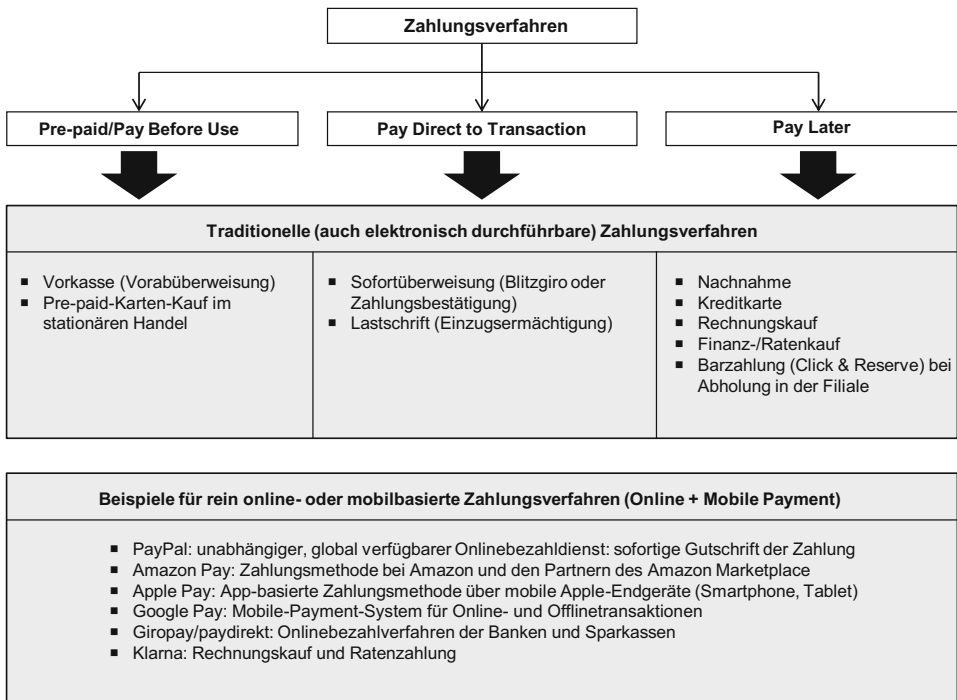 Zahlungsverfahren
Pre-paid/Pay Before Use
Pay Direct to Transaction
Pay Later
Traditionelle (auch elektronisch durchführbare) Zahlungsverfahren
▪ Vorkasse (Vorabüberweisung)
▪ Pre-paid-Karten-Kauf im
stationären Handel
▪ Sofortüberweisung (Blitzgiro oder
Zahlungsbestätigung)
▪ Lastschrift (Einzugsermächtigung)
▪ Nachnahme
▪ Kreditkarte
▪ Rechnungskauf
▪ Finanz-/Ratenkauf
▪ Barzahlung (Click & Reserve) bei
Abholung in der Filiale
Beispiele für rein online- oder mobilbasierte Zahlungsverfahren (Online + Mobile Payment)
▪ PayPal: unabhängiger, global verfügbarer Onlinebezahldienst: sofortige Gutschrift der Zahlung
▪ Amazon Pay: Zahlungsmethode bei Amazon und den Partnern des Amazon Marketplace
▪ Apple Pay: App-basierte Zahlungsmethode über mobile Apple-Endgeräte (Smartphone, Tablet)
▪ Google Pay: Mobile-Payment-System für Online- und Offlinetransaktionen
▪ Giropay/paydirekt: Onlinebezahlverfahren der Banken und Sparkassen
▪ Klarna: Rechnungskauf und Ratenzahlung